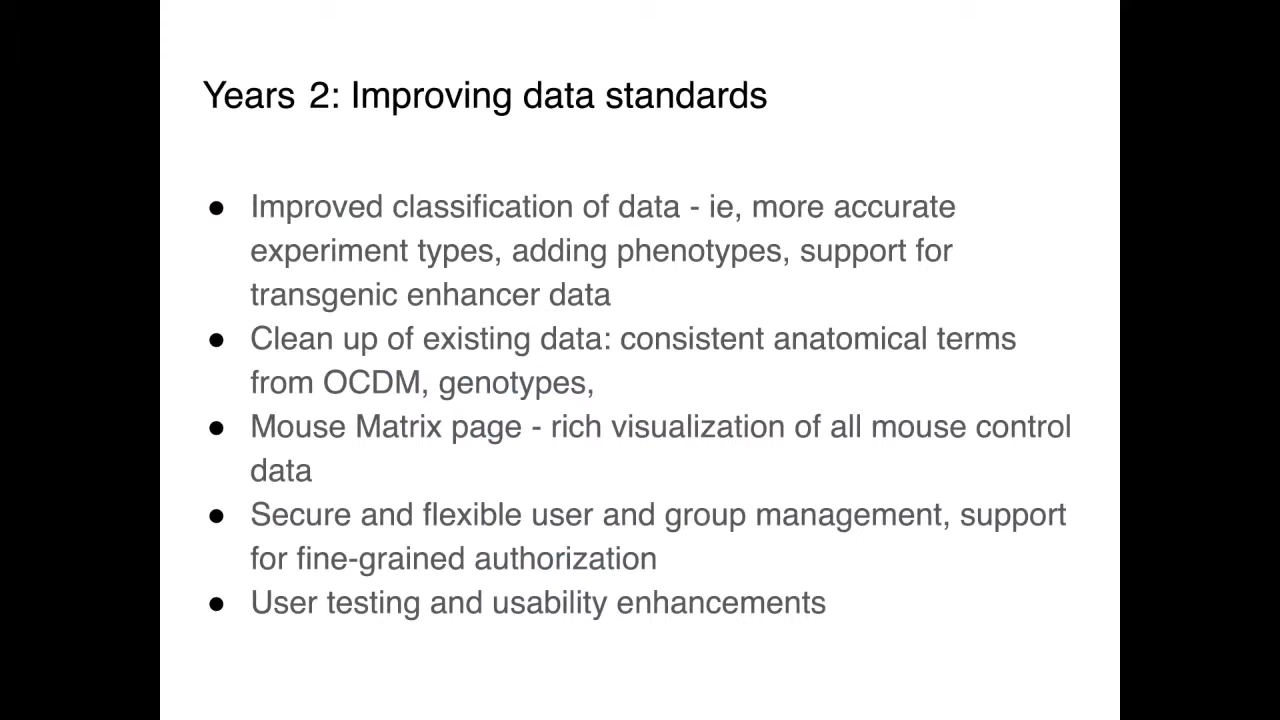 Years 2: Improving data standards
● Improved classification of data - ie, more accurate
experiment types, adding phenotypes, support for
transgenic enhancer data
● Clean up of existing data: consistent anatomical terms
from OCDM, genotypes,
● Mouse Matrix page - rich visualization of all mouse control
data
● Secure and flexible user and group management, support
for fine-grained authorization
● User testing and usability enhancements